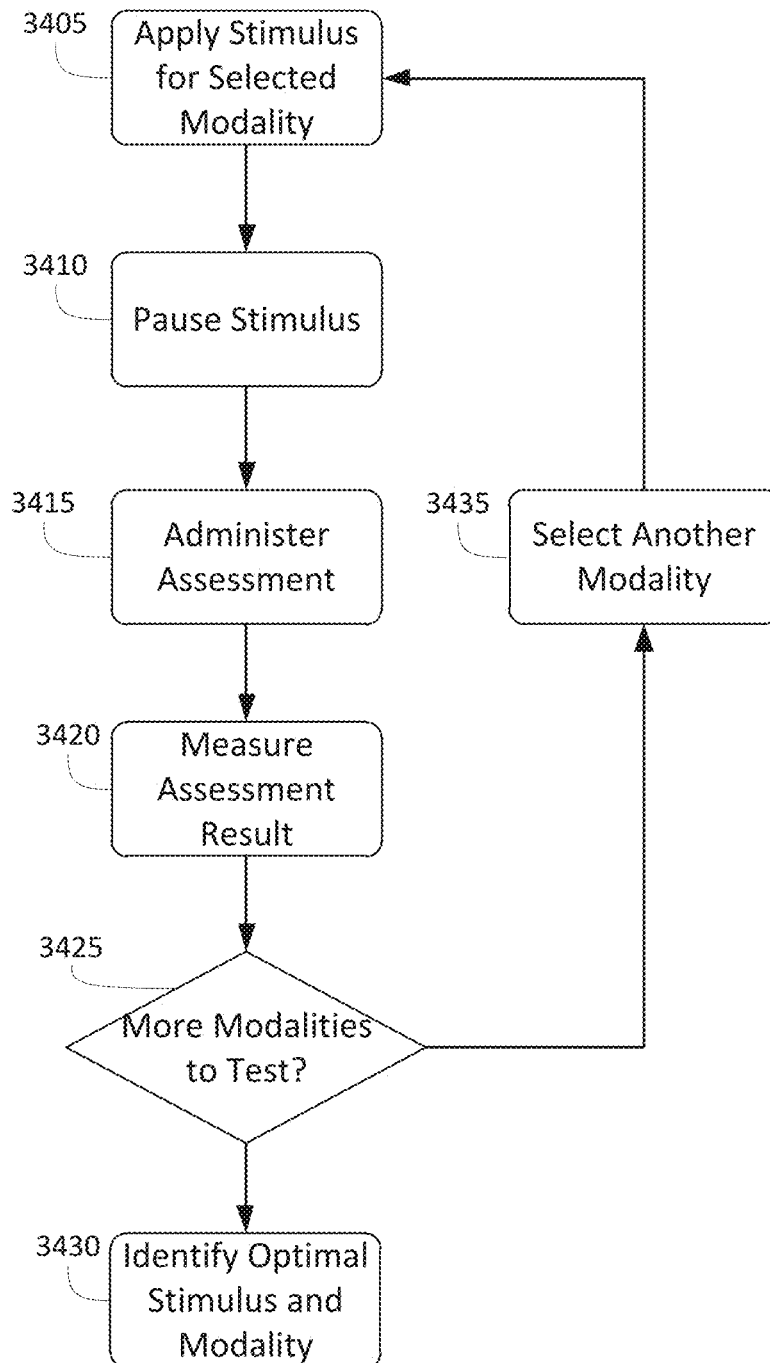 3405
Apply Stimulus
for Selected
Modality
3410
Pause Stimulus
3415
Administer
Assessment
3435
Select Another
Modality
3420
Measure
Assessment
Result
3425
More Modalities
to Test?
3430
Identify Optimal
Stimulus and
Modality